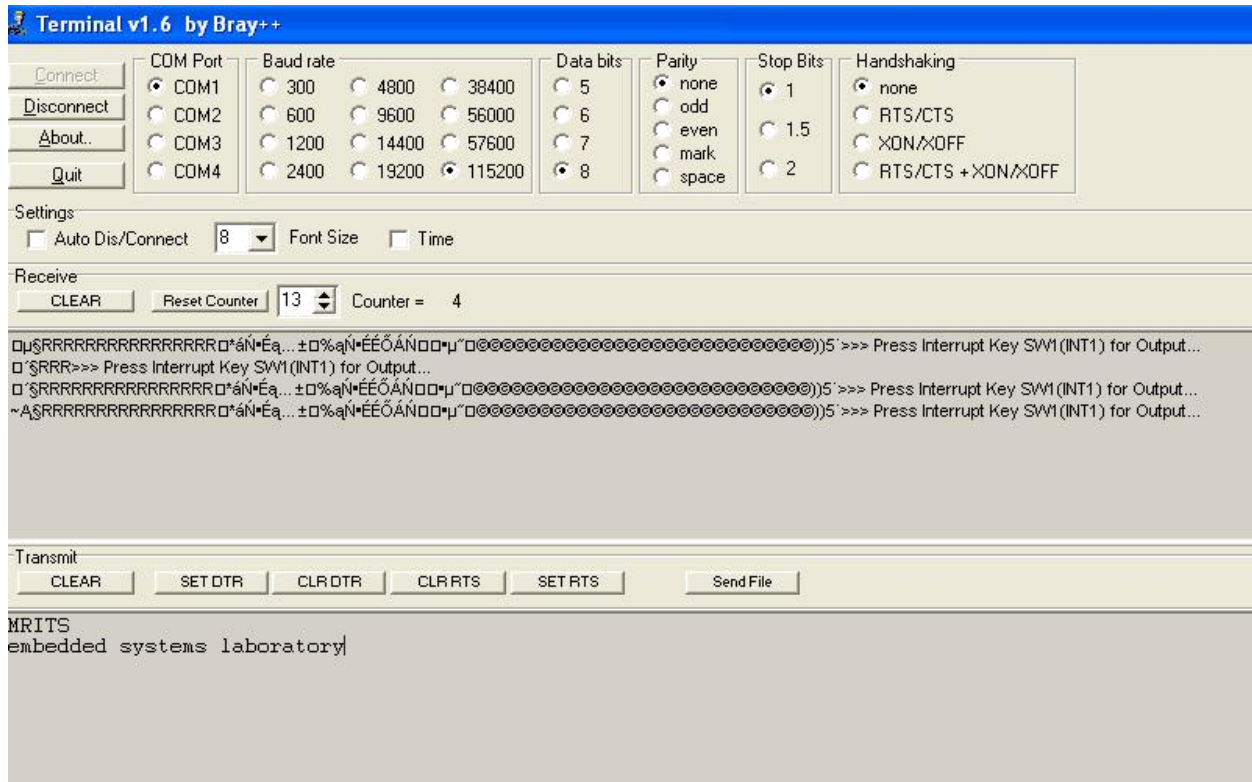 Terminal v1.6 by Bray++
Connect
Disconnect
About..
Quit
COM Port
COM1
COM2
COM3
COM4
Baud rate
300 4800 38400
600 9600 56000
1200 14400 57600
2400 19200 115200
Data bits
5
6
7
8
Parity
none
odd
even
mark
space
Stop Bits
1
1.5
2
Handshaking
none
RTS/CTS
XON/XOFF
RTS/CTS + XON/XOFF
Settings
Auto Dis/Connect 8 Font Size Time
Receive
CLEAR Reset Counter 13 Counter = 4
>>> Press Interrupt Key SW1(INT1) for Output...
RRR>>> Press Interrupt Key SW1(INT1) for Output...
>>> Press Interrupt Key SW1(INT1) for Output...
>>> Press Interrupt Key SW1(INT1) for Output...
Transmit
CLEAR SET DTR CLR DTR CLR RTS SET RTS Send File
MRITS
embedded systems laboratory